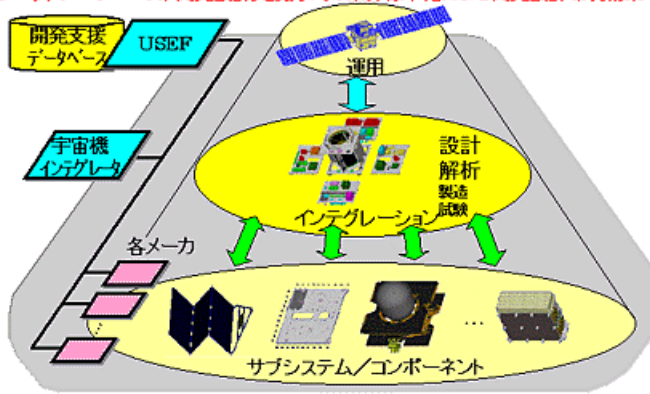 開発支援
データベース
USEF
運用
宇宙機
インテグレータ
設計
解析
製造
試験
インテグレーション
各メーカ
…
サブシステム／コンポーネント